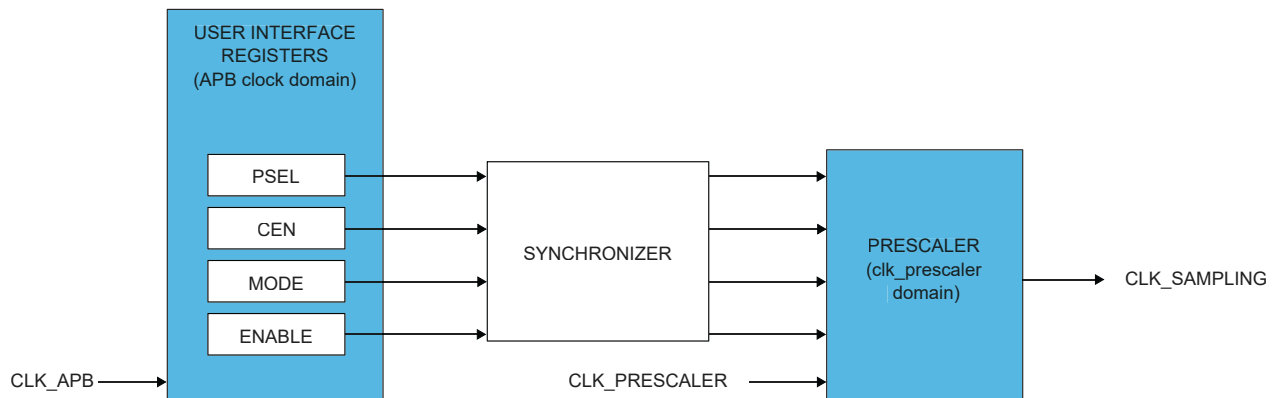 USER INTERFACE
REGISTERS
(APB clock domain)
PSEL
CEN
MODE
ENABLE
CLK_APB
SYNCHRONIZER
CLK_PRESCALER
PRESCALER
(clk_prescaler
domain)
CLK_SAMPLING